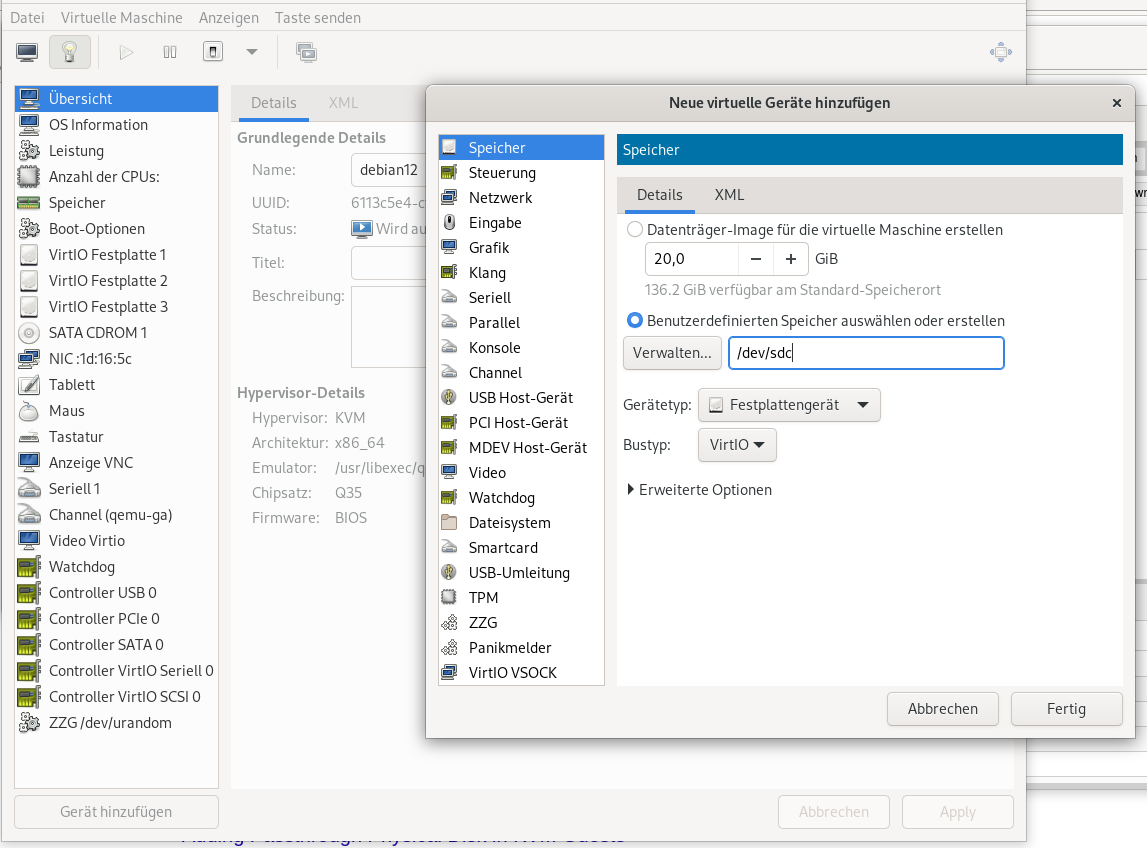 Datei Virtuelle Maschine Anzeigen Taste senden
Übersicht
OS Information
Leistung
Anzahl der CPUs:
Speicher
Boot-Optionen
VirtIO Festplatte 1
VirtIO Festplatte 2
VirtIO Festplatte 3
SATA CDROM 1
NIC :1d:16:5c
Tablett
Maus
Tastatur
Anzeige VNC
Seriell 1
Channel (qemu-ga)
Video Virtio
Watchdog
Controller USB 0
Controller PCIe 0
Controller SATA 0
Controller VirtIO Seriell 0
Controller VirtIO SCSI 0
ZZG /dev/urandom
Gerät hinzufügen
Details XML
Grundlegende Details
Name: debian12
UUID: 6113c5e4-c
Status: Wird au
Titel:
Beschreibung:
Hypervisor-Details
Hypervisor: KVM
Architektur: x86_64
Emulator: /usr/libexec/q
Chipsatz: Q35
Firmware: BIOS
Abbrechen Apply
Neue virtuelle Geräte hinzufügen
Speicher
Steuerung
Netzwerk
Eingabe
Grafik
Klang
Seriell
Parallel
Konsole
Channel
USB Host-Gerät
PCI Host-Gerät
MDEV Host-Gerät
Video
Watchdog
Dateisystem
Smartcard
USB-Umleitung
TPM
ZZG
Panikmelder
VirtIO VSOCK
Speicher
Details XML
Datenträger-Image für die virtuelle Maschine erstellen
20,0 − + GiB
136.2 GiB verfügbar am Standard-Speicherort
Benutzerdefinierten Speicher auswählen oder erstellen
Verwalten... /dev/sdc
Gerätetyp: Festplattengerät
Bustyp: VirtIO
Erweiterte Optionen
Abbrechen Fertig